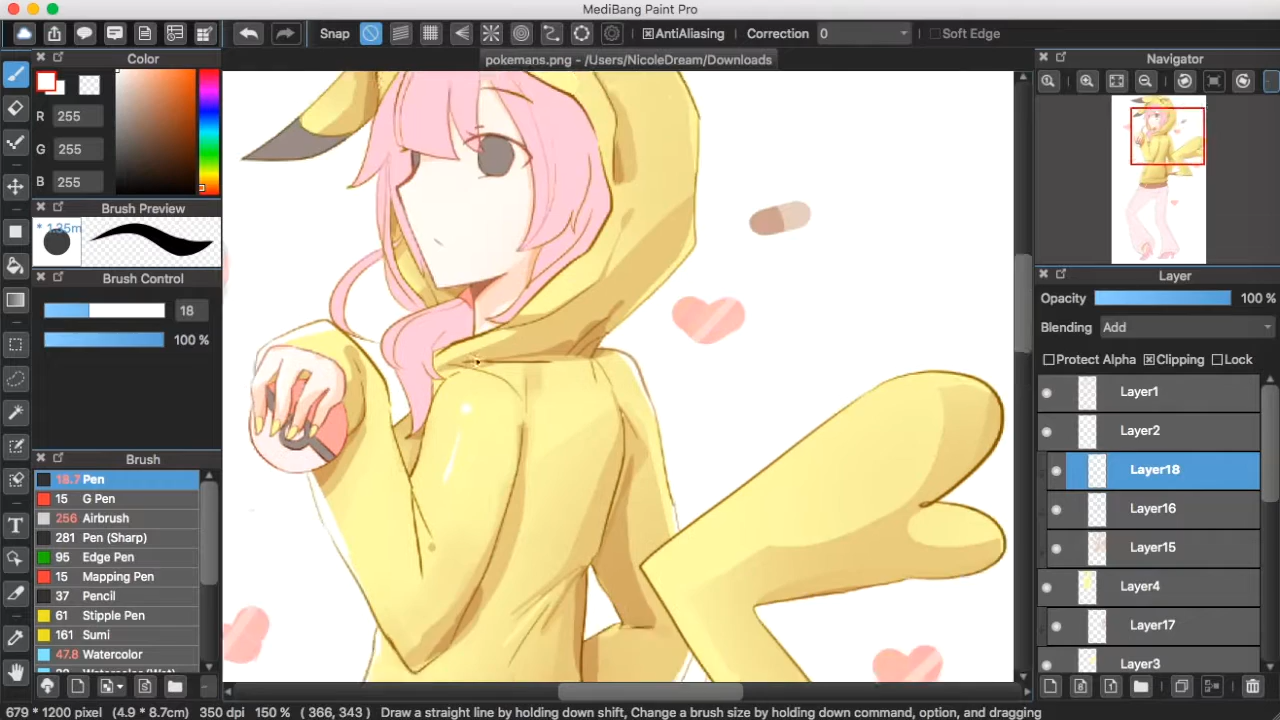 MediBang Paint Pro
Snap
AntiAliasing
Correction
0
Soft Edge
pokemans.png - /Users/NicoleDream/Downloads
Color
R 255
G 255
B 255
Brush Preview
* 1.35m
Brush Control
18
100 %
Brush
18.7 Pen
15 G Pen
256 Airbrush
281 Pen (Sharp)
95 Edge Pen
15 Mapping Pen
37 Pencil
61 Stipple Pen
161 Sumi
47.8 Watercolor
Watercolor (Wet)
Navigator
Layer
Opacity 100 %
Blending Add
Protect Alpha Clipping Lock
Layer1
Layer2
Layer18
Layer16
Layer15
Layer4
Layer17
Layer3
679 * 1200 pixel (4.9 * 8.7cm) 350 dpi 150 % ( 366, 343 ) Draw a straight line by holding down shift, Change a brush size by holding down command, option, and dragging